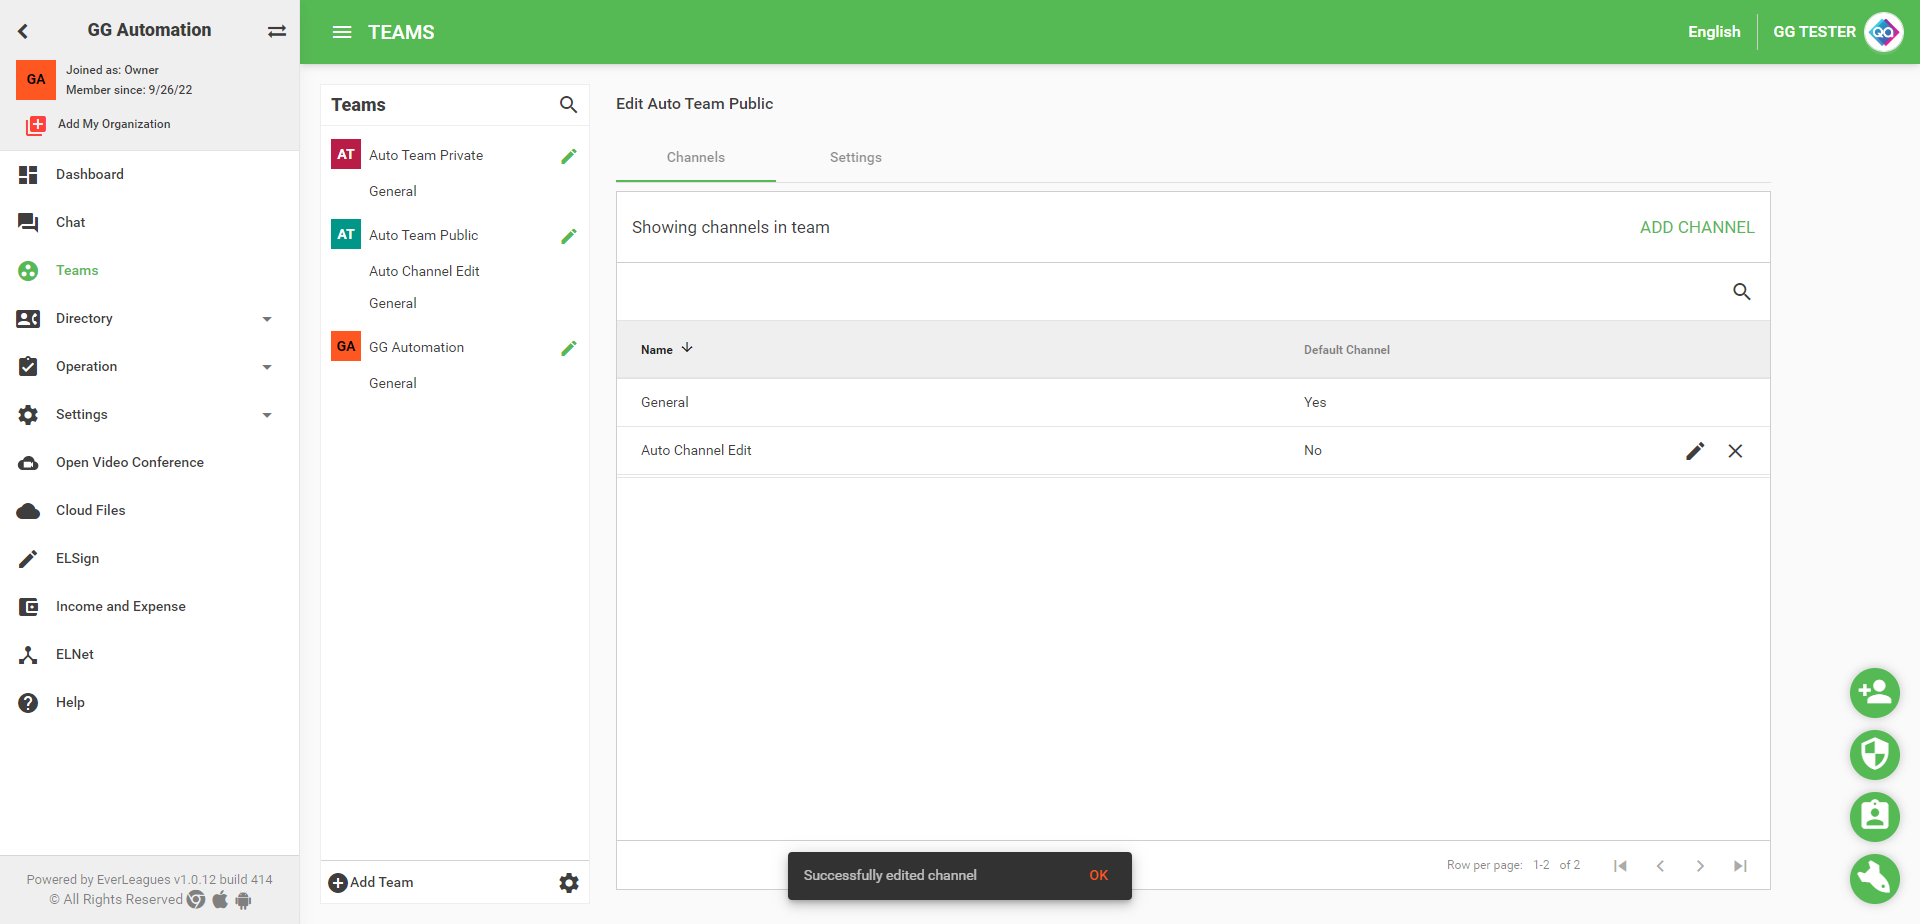 GG Automation
GA
Joined as: Owner
Member since: 9/26/22
Add My Organization
Dashboard
Chat
Teams
Directory
Operation
Settings
Open Video Conference
Cloud Files
ELSign
Income and Expense
ELNet
Help
Powered by EverLeagues v1.0.12 build 414
© All Rights Reserved
TEAMS
English
GG TESTER
QA
Teams
AT Auto Team Private
General
AT Auto Team Public
Auto Channel Edit
General
GA GG Automation
General
Add Team
Edit Auto Team Public
Channels Settings
Showing channels in team ADD CHANNEL
Name Default Channel
General Yes
Auto Channel Edit No
Row per page: 1-2 of 2
Successfully edited channel OK